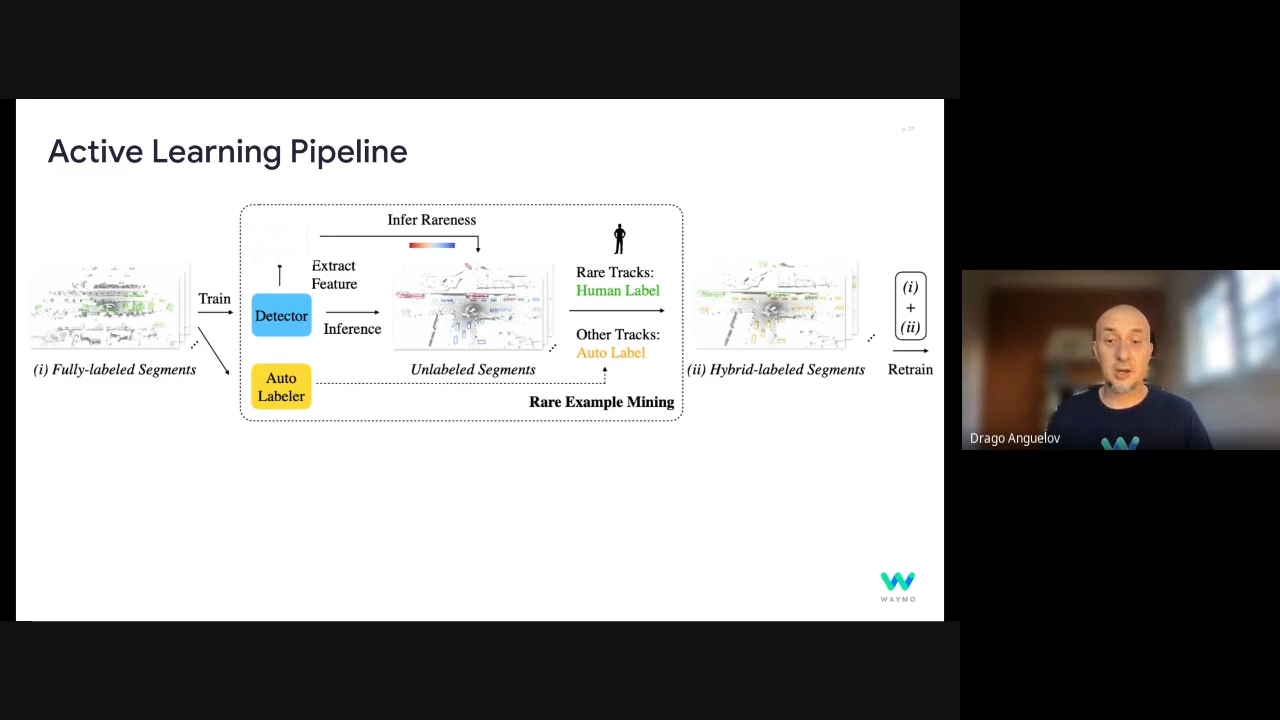 Active Learning Pipeline
p.37
Infer Rareness
Extract
Feature
Train
Detector
Inference
Auto
Labeler
(i) Fully-labeled Segments
Unlabeled Segments
Rare Tracks:
Human Label
Other Tracks:
Auto Label
Rare Example Mining
(ii) Hybrid-labeled Segments
(i)
+
(ii)
Retrain
WAYMO
Drago Anguelov